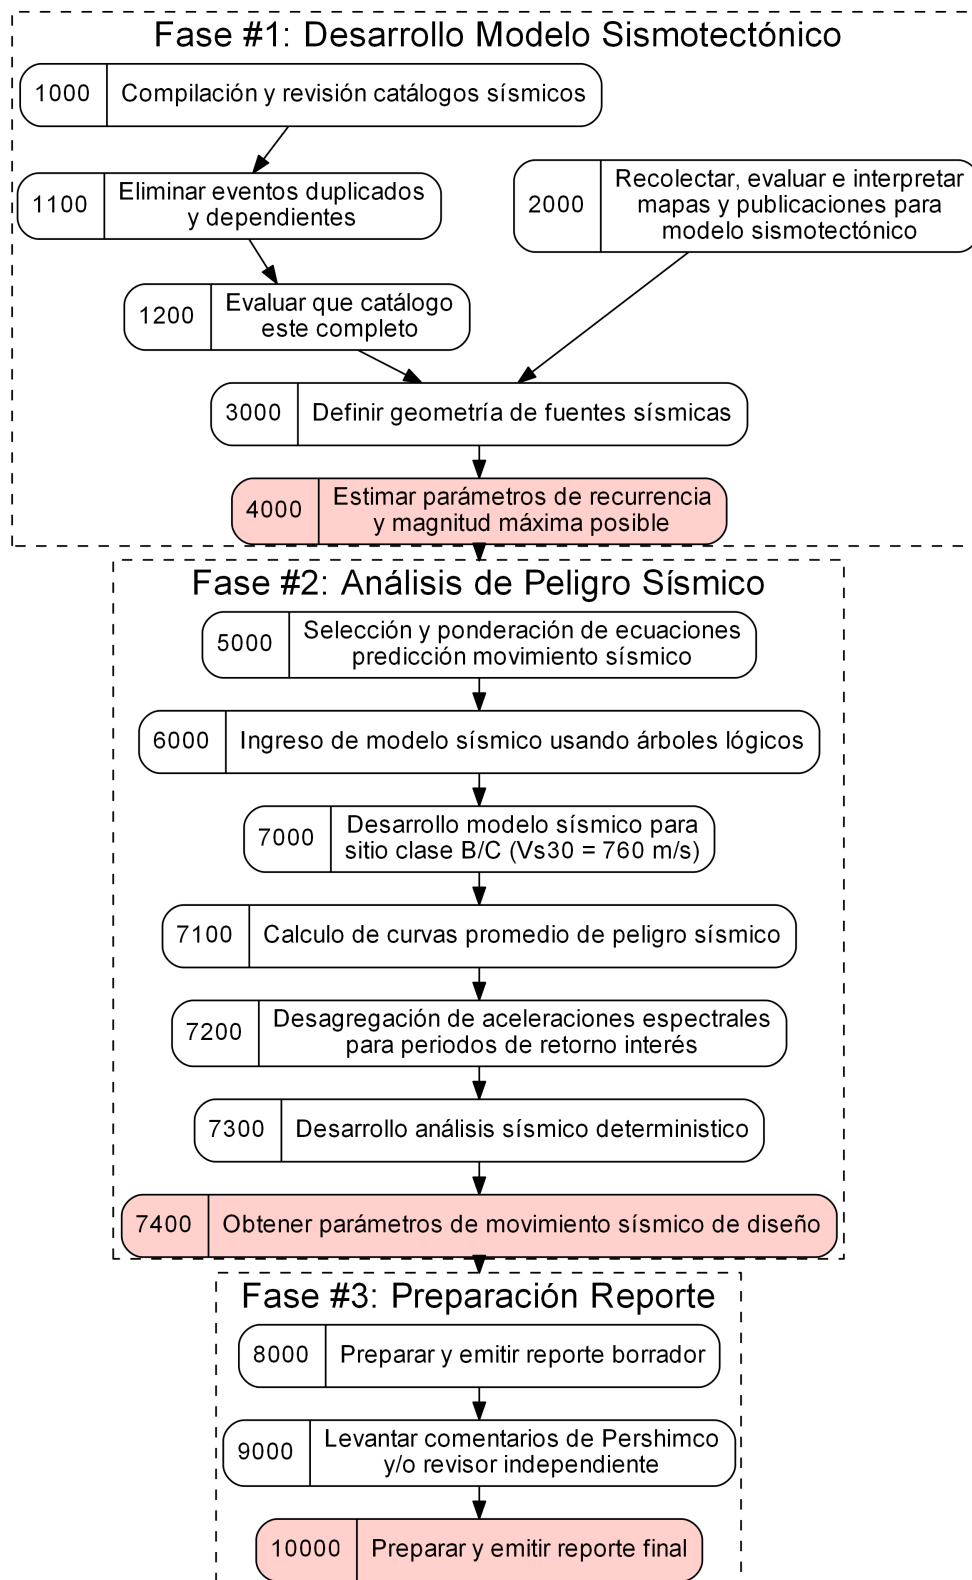 Fase #1: Desarrollo Modelo Sismotectónico
1000 Compilación y revisión catálogos sísmicos
1100 Eliminar eventos duplicados
y dependientes
2000 Recolectar, evaluar e interpretar
mapas y publicaciones para
modelo sismotectónico
1200 Evaluar que catálogo
este completo
3000 Definir geometría de fuentes sísmicas
4000 Estimar parámetros de recurrencia
y magnitud máxima posible
Fase #2: Análisis de Peligro Sísmico
5000 Selección y ponderación de ecuaciones
predicción movimiento sísmico
6000 Ingreso de modelo sísmico usando árboles lógicos
7000 Desarrollo modelo sísmico para
sitio clase B/C (Vs30 = 760 m/s)
7100 Calculo de curvas promedio de peligro sísmico
7200 Desagregación de aceleraciones espectrales
para periodos de retorno interés
7300 Desarrollo análisis sísmico deterministico
7400 Obtener parámetros de movimiento sísmico de diseño
Fase #3: Preparación Reporte
8000 Preparar y emitir reporte borrador
9000 Levantar comentarios de Pershimco
y/o revisor independiente
10000 Preparar y emitir reporte final